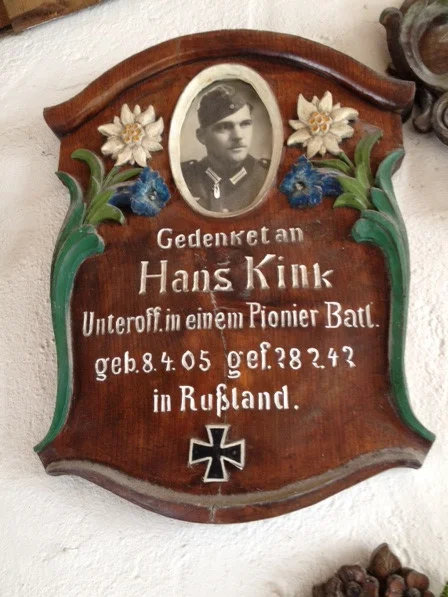 Gedenket an
Hans Kink
Unteroff. in einem Pionier Batl.
geb. 8. 4. 05 gef. 28 2. 42
in Rußland.